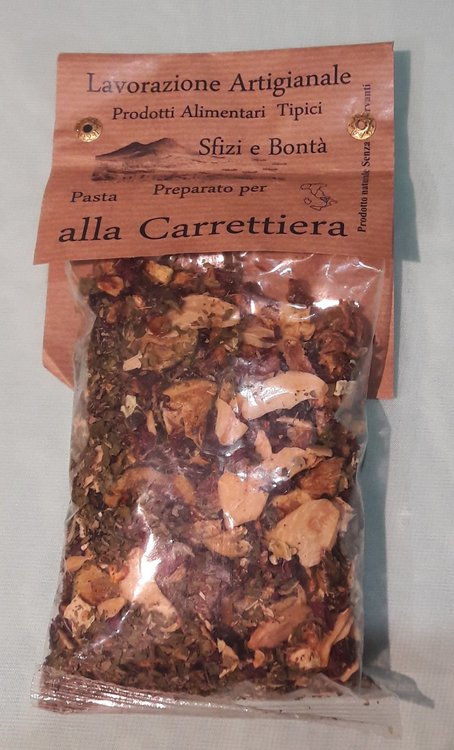 Lavorazione Artigianale
Prodotti Alimentari Tipici
Sfizi e Bontà
Preparato per
Pasta
alla Carrettiera
Prodotto naturale Senza